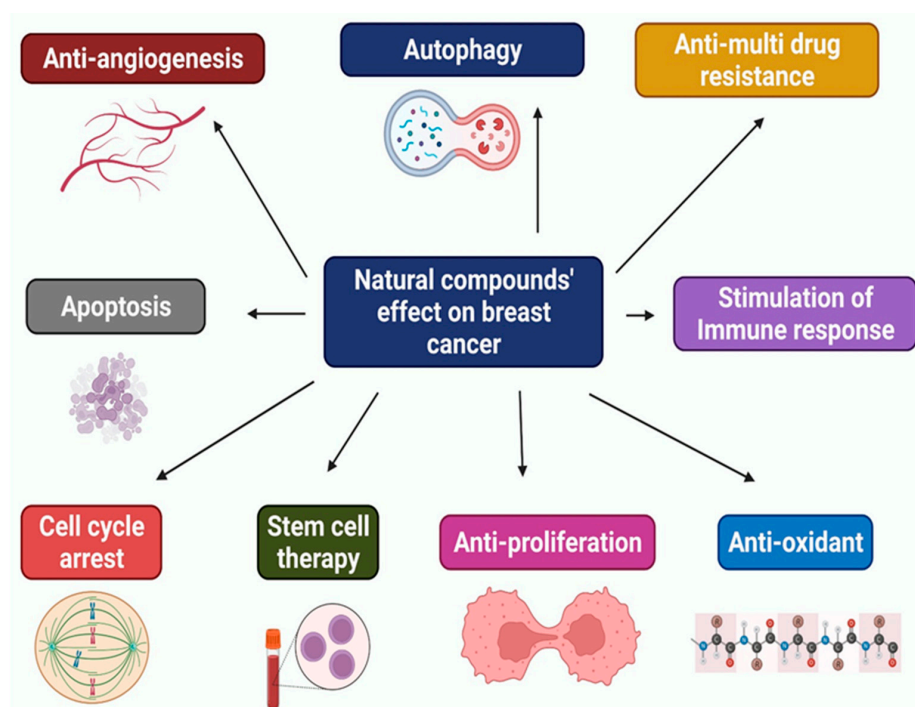 Anti-angiogenesis
Autophagy
Anti-multi drug
resistance
Natural compounds'
effect on breast
cancer
Apoptosis
Stimulation of
Immune response
Cell cycle
arrest
Stem cell
therapy
Anti-proliferation
Anti-oxidant
R
R
R
R
R